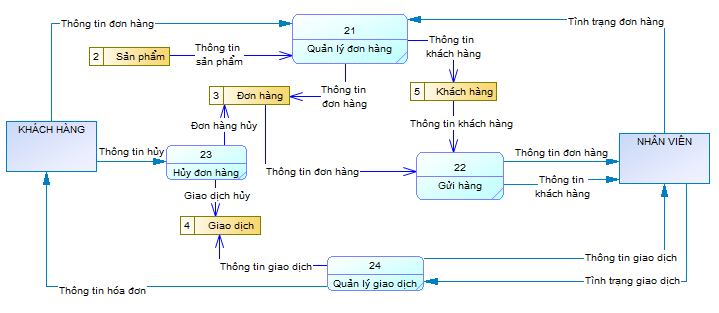 Thông tin đơn hàng
21
Tình trạng đơn hàng
Quản lý đơn hàng
2 Sản phẩm
Thông tin
sản phẩm
Thông tin
khách hàng
Thông tin
đơn hàng
3 Đơn hàng
5 Khách hàng
KHÁCH HÀNG
Đơn hàng hủy
Thông tin khách hàng
NHÂN VIÊN
Thông tin hủy
23
Hủy đơn hàng
Thông tin đơn hàng
22
Gửi hàng
Thông tin đơn hàng
Thông tin
khách hàng
Giao dịch hủy
4 Giao dịch
Thông tin giao dịch
24
Quản lý giao dịch
Thông tin giao dịch
Tình trạng giao dịch
Thông tin hóa đơn